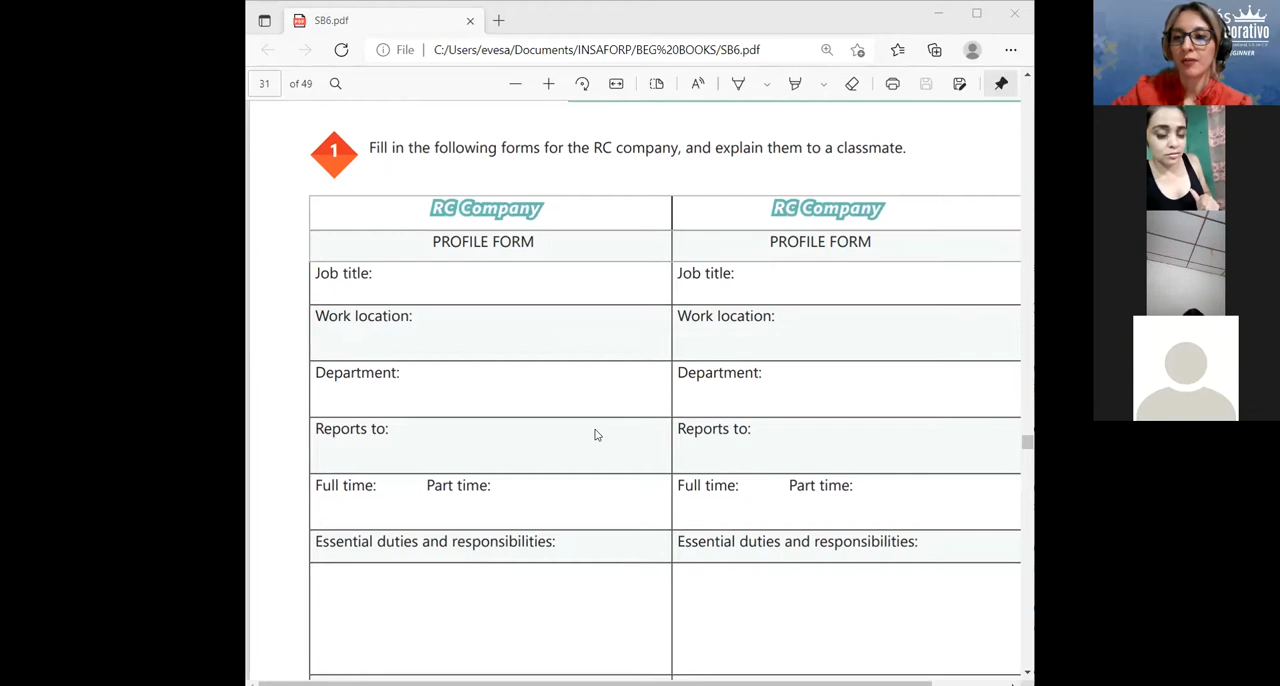 SB6.pdf
File C:/Users/evesa/Documents/INSAFORP/BEG%20BOOKS/SB6.pdf
31 of 49
1 Fill in the following forms for the RC company, and explain them to a classmate.
RC Company RC Company
PROFILE FORM PROFILE FORM
Job title: Job title:
Work location: Work location:
Department: Department:
Reports to: Reports to:
Full time: Part time: Full time: Part time:
Essential duties and responsibilities: Essential duties and responsibilities: